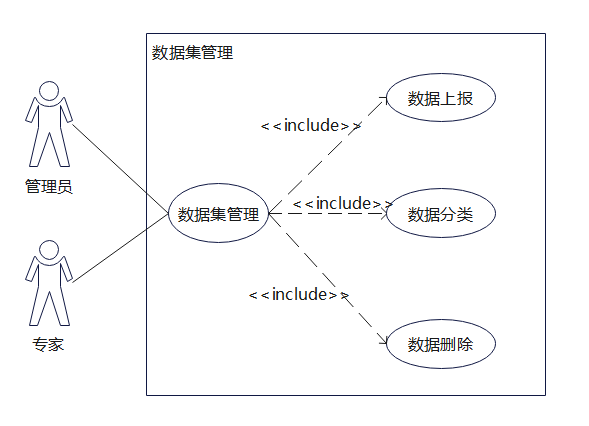 数据集管理
数据上报
<<include>>
管理员
<<include>>
数据集管理
数据分类
<<include>>
专家
数据删除